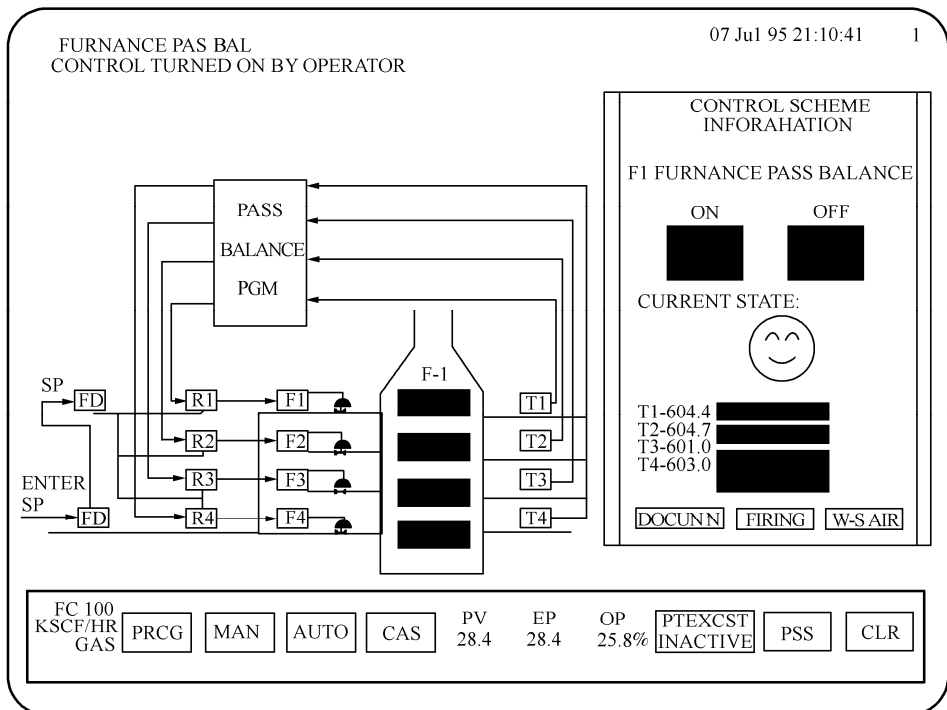 FURNANCE PAS BAL
CONTROL TURNED ON BY OPERATOR
07 Ju1 95 21:10:41 1
CONTROL SCHEME
INFORAHATION
F1 FURNANCE PASS BALANCE
ON OFF
CURRENT STATE:
T1-604.4
T2-604.7
T3-601.0
T4-603.0
DOCUN N FIRING W-S AIR
PASS
BALANCE
PGM
F-1
SP FD R1 F1 T1
R2 F2 T2
R3 F3 T3
ENTER
SP FD R4 F4 T4
FC 100
KSCF/HR
GAS
PRCG MAN AUTO CAS
PV
28.4
EP
28.4
OP
25.8%
PTEXCST
INACTIVE
PSS CLR